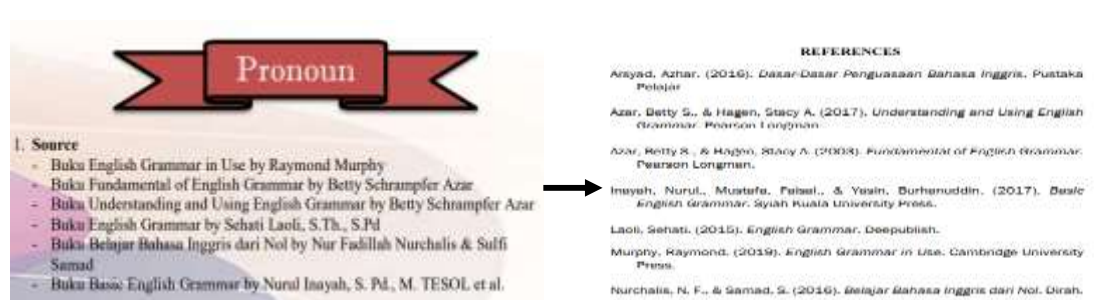 Pronoun
1. Source
- Buku English Grammar in Use by Raymond Murphy
- Buku Fundamental of English Grammar by Betty Schrampfer Azar
- Buku Understanding and Using English Grammar by Betty Schrampfer Azar
- Buku English Grammar by Sehati Laoli, S.Th., S.Pd
- Buku Belajar Bahasa Inggris dari Nol by Nur Fadillah Nurchalis & Sulfi
Samad
- Buku Basic English Grammar by Nurul Inayah, S. Pd., M. TESOL et al.
REFERENCES
Arsyad, Azhar. (2016). Dasar-Dasar Penguasaan Bahasa Inggris. Pustaka
Pelajar
Azar, Betty S., & Hagen, Stacy A. (2017). Understanding and Using English
Grammar. Pearson Longman
Azar, Betty S., & Hagen, Stacy A. (2003). Fundamental of English Grammar.
Pearson Longman.
Inayah, Nurul., Mustafa, Faisal., & Yasin, Burhanuddin. (2017). Basic
English Grammar. Syiah Kuala University Press.
Laoli, Sehati. (2015). English Grammar. Deepublish.
Murphy, Raymond. (2019). English Grammar in Use. Cambridge University
Press.
Nurchalis, N. F., & Samad, S. (2016). Belajar Bahasa Inggris dari Nol. Dirah.